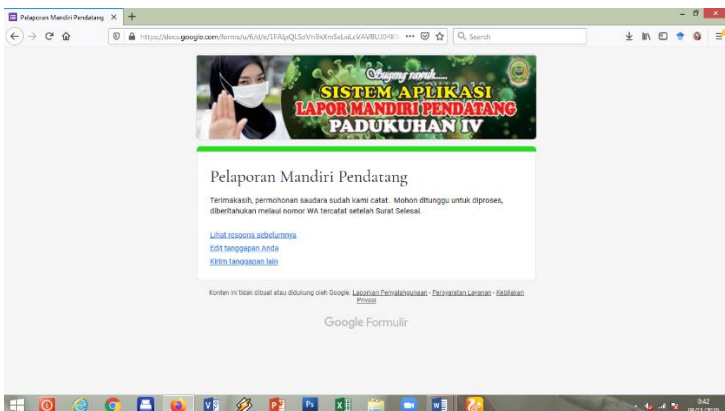 Pelaporan Mandiri Pendatang
Search
Sugeng rawuh.....
SISTEM APLIKASI
LAPOR MANDIRI PENDATANG
PADUKUHAN IV
Pelaporan Mandiri Pendatang
Terimakasih, permohonan saudara sudah kami catat. Mohon ditunggu untuk diproses,
diberitahukan melaui nomor WA tercatat setelah Surat Selesai.
Lihat respons sebelumnya
Edit tanggapan Anda
Kirim tanggapan lain
Konten ini tidak dibuat atau didukung oleh Google. Laporkan Penyalahgunaan - Persyaratan Layanan - Kebijakan
Privasi
Google Formulir
0:42